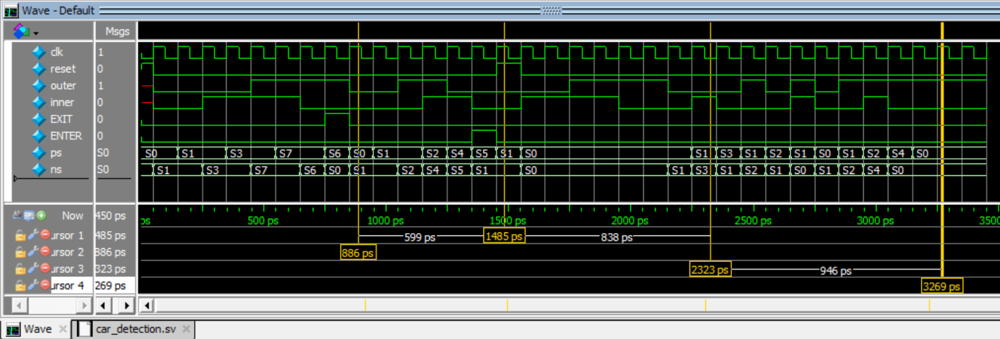 Wave - Default
Msgs
clk 1
reset 0
outer 1
inner 0
EXIT 0
ENTER 0
ps S0 S0 S1 S3 S7 S6 S0 S1 S2 S4 S5 S1 S0 S1 S3 S1 S2 S1 S0 S1 S2 S4 S0
ns S0 S1 S3 S7 S6 S0 S1 S2 S4 S5 S1 S0 S1 S3 S1 S2 S1 S0 S1 S2 S4 S0
Now 450 ps ps 500 ps 1000 ps 1500 ps 2000 ps 2500 ps 3000 ps 3500
ursor 1 485 ps 599 ps 1485 ps 838 ps
ursor 2 886 ps 886 ps
ursor 3 323 ps 2323 ps 946 ps
ursor 4 269 ps 3269 ps
Wave car_detection.sv